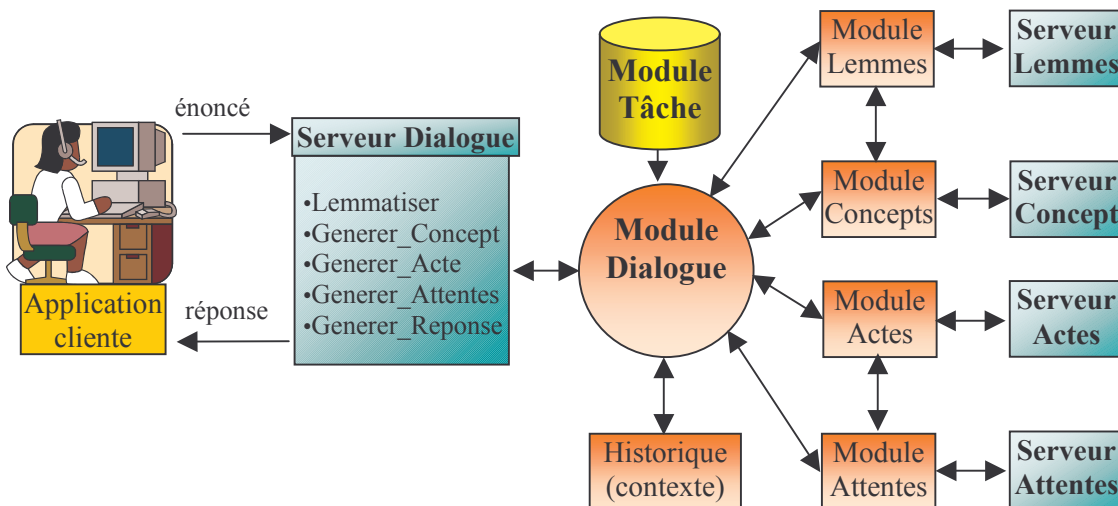 énoncé
Application
cliente
réponse
Serveur Dialogue
•Lemmatiser
•Generer_Concept
•Generer_Acte
•Generer_Attentes
•Generer_Reponse
Module
Tâche
Module
Dialogue
Historique
(contexte)
Module
Lemmes
Serveur
Lemmes
Module
Concepts
Serveur
Concept
Module
Actes
Serveur
Actes
Module
Attentes
Serveur
Attentes